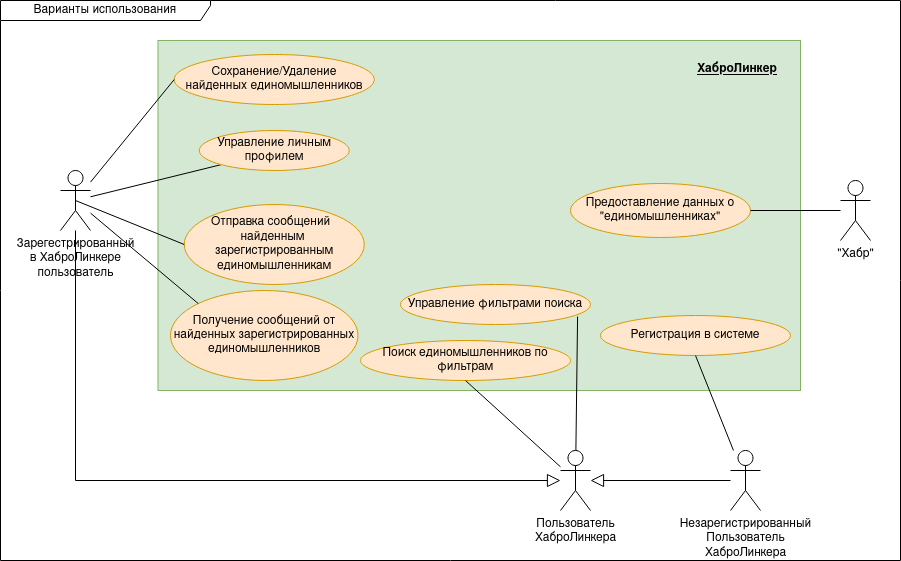 Варианты использования
ХаброЛинкер
Сохранение/Удаление
найденных единомышленников
Управление личным
профилем
Отправка сообщений
найденным
зарегистрированным
единомышленникам
Получение сообщений от
найденных зарегистрированных
единомышленников
Управление фильтрами поиска
Поиск единомышленников по
фильтрам
Предоставление данных о
"единомышленниках"
Регистрация в системе
Зарегестрированный
в ХаброЛинкере
пользователь
"Хабр"
Пользователь
ХаброЛинкера
Незарегистрированный
Пользователь
ХаброЛинкера